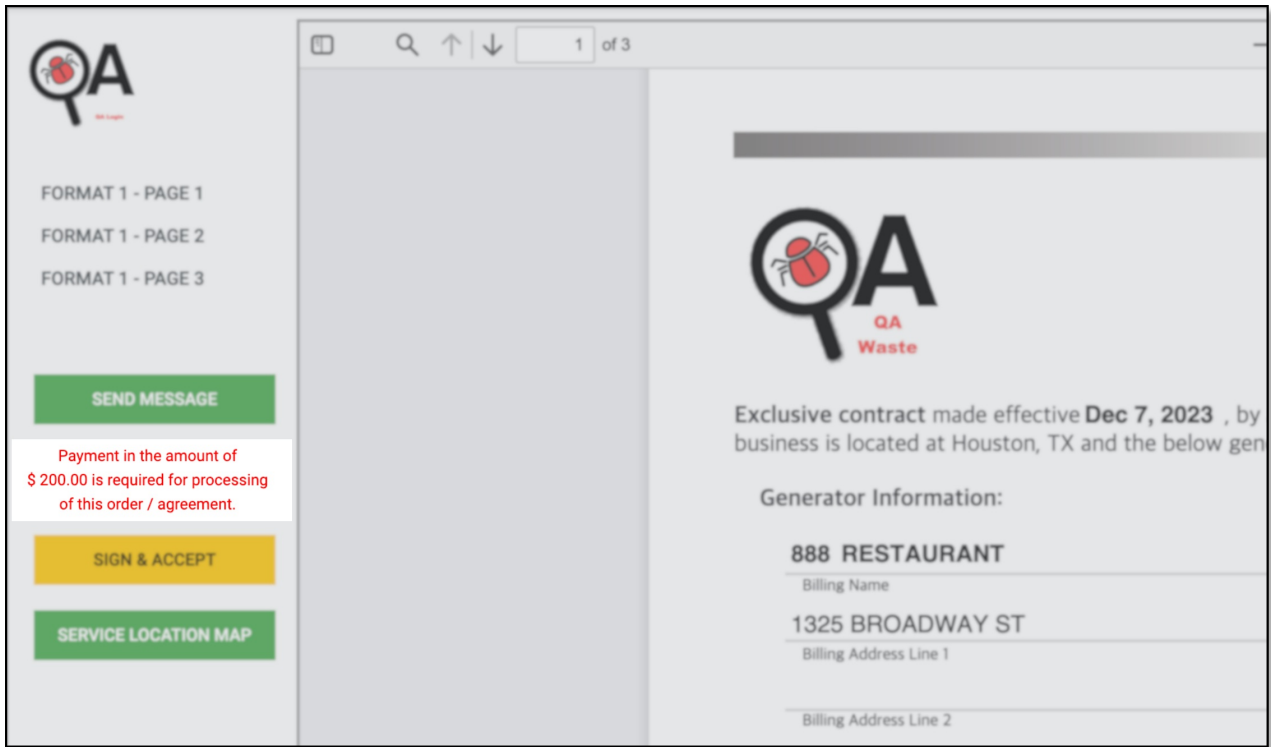 QA
QA Login
FORMAT 1 - PAGE 1
FORMAT 1 - PAGE 2
FORMAT 1 - PAGE 3
SEND MESSAGE
Payment in the amount of
$ 200.00 is required for processing
of this order / agreement.
SIGN & ACCEPT
SERVICE LOCATION MAP
1 of 3
QA
QA
Waste
Exclusive contract made effective Dec 7, 2023 , by
business is located at Houston, TX and the below gen
Generator Information:
888 RESTAURANT
Billing Name
1325 BROADWAY ST
Billing Address Line 1
Billing Address Line 2